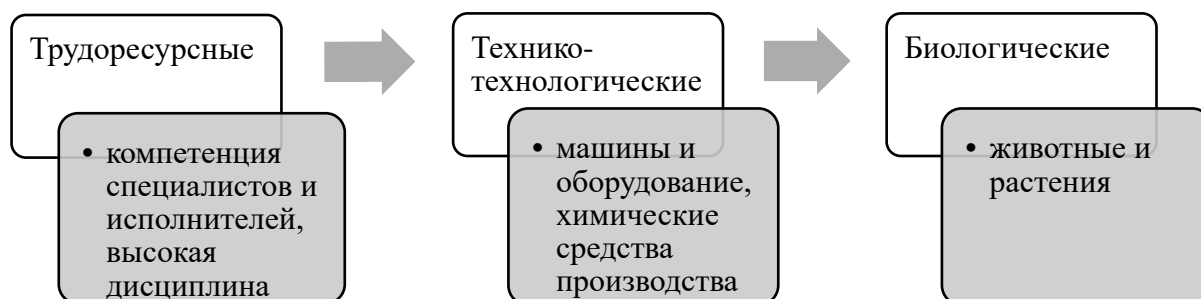 Трудоресурсные
• компетенция
специалистов и
исполнителей,
высокая
дисциплина
Технико-
технологические
• машины и
оборудование,
химические
средства
производства
Биологические
• животные и
растения